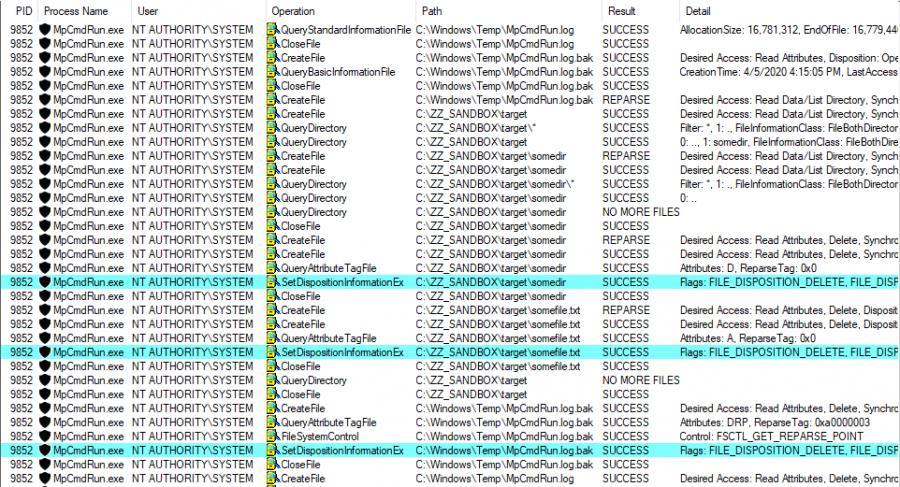 PID Process Name User Operation Path Result Detail
9852 MpCmdRun.exe NT AUTHORITY\SYSTEM QueryStandardInformationFile C:\Windows\Temp\MpCmdRun.log SUCCESS AllocationSize: 16,781,312, EndOfFile: 16,779,44
9852 MpCmdRun.exe NT AUTHORITY\SYSTEM CloseFile C:\Windows\Temp\MpCmdRun.log SUCCESS
9852 MpCmdRun.exe NT AUTHORITY\SYSTEM CreateFile C:\Windows\Temp\MpCmdRun.log.bak SUCCESS Desired Access: Read Attributes, Disposition: Ope
9852 MpCmdRun.exe NT AUTHORITY\SYSTEM QueryBasicInformationFile C:\Windows\Temp\MpCmdRun.log.bak SUCCESS CreationTime: 4/5/2020 4:15:05 PM, LastAccess
9852 MpCmdRun.exe NT AUTHORITY\SYSTEM CloseFile C:\Windows\Temp\MpCmdRun.log.bak SUCCESS
9852 MpCmdRun.exe NT AUTHORITY\SYSTEM CreateFile C:\Windows\Temp\MpCmdRun.log.bak REPARSE Desired Access: Read Data/List Directory, Synch
9852 MpCmdRun.exe NT AUTHORITY\SYSTEM CreateFile C:\ZZ_SANDBOX\target SUCCESS Desired Access: Read Data/List Directory, Synch
9852 MpCmdRun.exe NT AUTHORITY\SYSTEM QueryDirectory C:\ZZ_SANDBOX\target\* SUCCESS Filter: *, 1: ., FileInformationClass: FileBothDirector
9852 MpCmdRun.exe NT AUTHORITY\SYSTEM QueryDirectory C:\ZZ_SANDBOX\target SUCCESS 0: .., 1: somedir, FileInformationClass: FileBothDirector
9852 MpCmdRun.exe NT AUTHORITY\SYSTEM CreateFile C:\ZZ_SANDBOX\target\somedir REPARSE Desired Access: Read Data/List Directory, Synch
9852 MpCmdRun.exe NT AUTHORITY\SYSTEM CreateFile C:\ZZ_SANDBOX\target\somedir SUCCESS Desired Access: Read Data/List Directory, Synch
9852 MpCmdRun.exe NT AUTHORITY\SYSTEM QueryDirectory C:\ZZ_SANDBOX\target\somedir\* SUCCESS Filter: *, 1: ., FileInformationClass: FileBothDirector
9852 MpCmdRun.exe NT AUTHORITY\SYSTEM QueryDirectory C:\ZZ_SANDBOX\target\somedir SUCCESS 0: ..
9852 MpCmdRun.exe NT AUTHORITY\SYSTEM QueryDirectory C:\ZZ_SANDBOX\target\somedir NO MORE FILES
9852 MpCmdRun.exe NT AUTHORITY\SYSTEM CloseFile C:\ZZ_SANDBOX\target\somedir SUCCESS
9852 MpCmdRun.exe NT AUTHORITY\SYSTEM CreateFile C:\ZZ_SANDBOX\target\somedir REPARSE Desired Access: Read Attributes, Delete, Synchro
9852 MpCmdRun.exe NT AUTHORITY\SYSTEM CreateFile C:\ZZ_SANDBOX\target\somedir SUCCESS Desired Access: Read Attributes, Delete, Synchro
9852 MpCmdRun.exe NT AUTHORITY\SYSTEM QueryAttributeTagFile C:\ZZ_SANDBOX\target\somedir SUCCESS Attributes: D, ReparseTag: 0x0
9852 MpCmdRun.exe NT AUTHORITY\SYSTEM SetDispositionInformationEx C:\ZZ_SANDBOX\target\somedir SUCCESS Flags: FILE_DISPOSITION_DELETE, FILE_DISP
9852 MpCmdRun.exe NT AUTHORITY\SYSTEM CloseFile C:\ZZ_SANDBOX\target\somedir SUCCESS
9852 MpCmdRun.exe NT AUTHORITY\SYSTEM CreateFile C:\ZZ_SANDBOX\target\somefile.txt REPARSE Desired Access: Read Attributes, Delete, Disposit
9852 MpCmdRun.exe NT AUTHORITY\SYSTEM CreateFile C:\ZZ_SANDBOX\target\somefile.txt SUCCESS Desired Access: Read Attributes, Delete, Disposit
9852 MpCmdRun.exe NT AUTHORITY\SYSTEM QueryAttributeTagFile C:\ZZ_SANDBOX\target\somefile.txt SUCCESS Attributes: A, ReparseTag: 0x0
9852 MpCmdRun.exe NT AUTHORITY\SYSTEM SetDispositionInformationEx C:\ZZ_SANDBOX\target\somefile.txt SUCCESS Flags: FILE_DISPOSITION_DELETE, FILE_DISP
9852 MpCmdRun.exe NT AUTHORITY\SYSTEM CloseFile C:\ZZ_SANDBOX\target\somefile.txt SUCCESS
9852 MpCmdRun.exe NT AUTHORITY\SYSTEM QueryDirectory C:\ZZ_SANDBOX\target NO MORE FILES
9852 MpCmdRun.exe NT AUTHORITY\SYSTEM CloseFile C:\ZZ_SANDBOX\target SUCCESS
9852 MpCmdRun.exe NT AUTHORITY\SYSTEM CreateFile C:\Windows\Temp\MpCmdRun.log.bak SUCCESS Desired Access: Read Attributes, Delete, Synchro
9852 MpCmdRun.exe NT AUTHORITY\SYSTEM QueryAttributeTagFile C:\Windows\Temp\MpCmdRun.log.bak SUCCESS Attributes: DRP, ReparseTag: 0xa0000003
9852 MpCmdRun.exe NT AUTHORITY\SYSTEM FileSystemControl C:\Windows\Temp\MpCmdRun.log.bak SUCCESS Control: FSCTL_GET_REPARSE_POINT
9852 MpCmdRun.exe NT AUTHORITY\SYSTEM SetDispositionInformationEx C:\Windows\Temp\MpCmdRun.log.bak SUCCESS Flags: FILE_DISPOSITION_DELETE, FILE_DISP
9852 MpCmdRun.exe NT AUTHORITY\SYSTEM CloseFile C:\Windows\Temp\MpCmdRun.log.bak SUCCESS
9852 MpCmdRun.exe NT AUTHORITY\SYSTEM CreateFile C:\Windows\Temp\MpCmdRun.log SUCCESS Desired Access: Read Attributes, Delete, Synchro